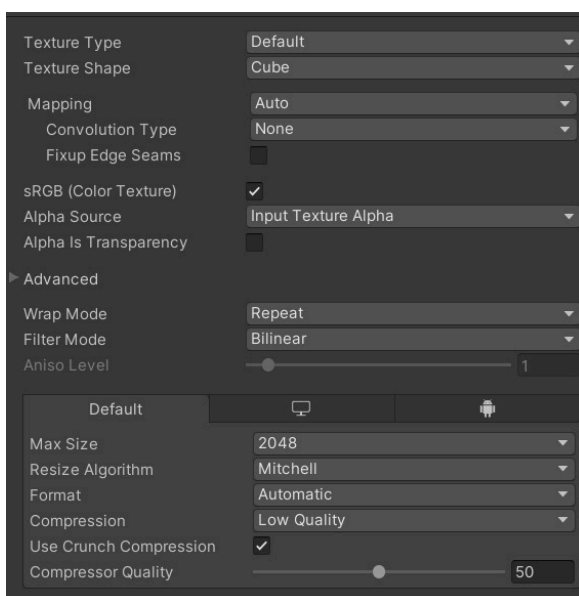 Texture Type Default
Texture Shape Cube
Mapping Auto
Convolution Type None
Fixup Edge Seams
sRGB (Color Texture)
Alpha Source Input Texture Alpha
Alpha Is Transparency
Advanced
Wrap Mode Repeat
Filter Mode Bilinear
Aniso Level 1
Default
Max Size 2048
Resize Algorithm Mitchell
Format Automatic
Compression Low Quality
Use Crunch Compression
Compressor Quality 50